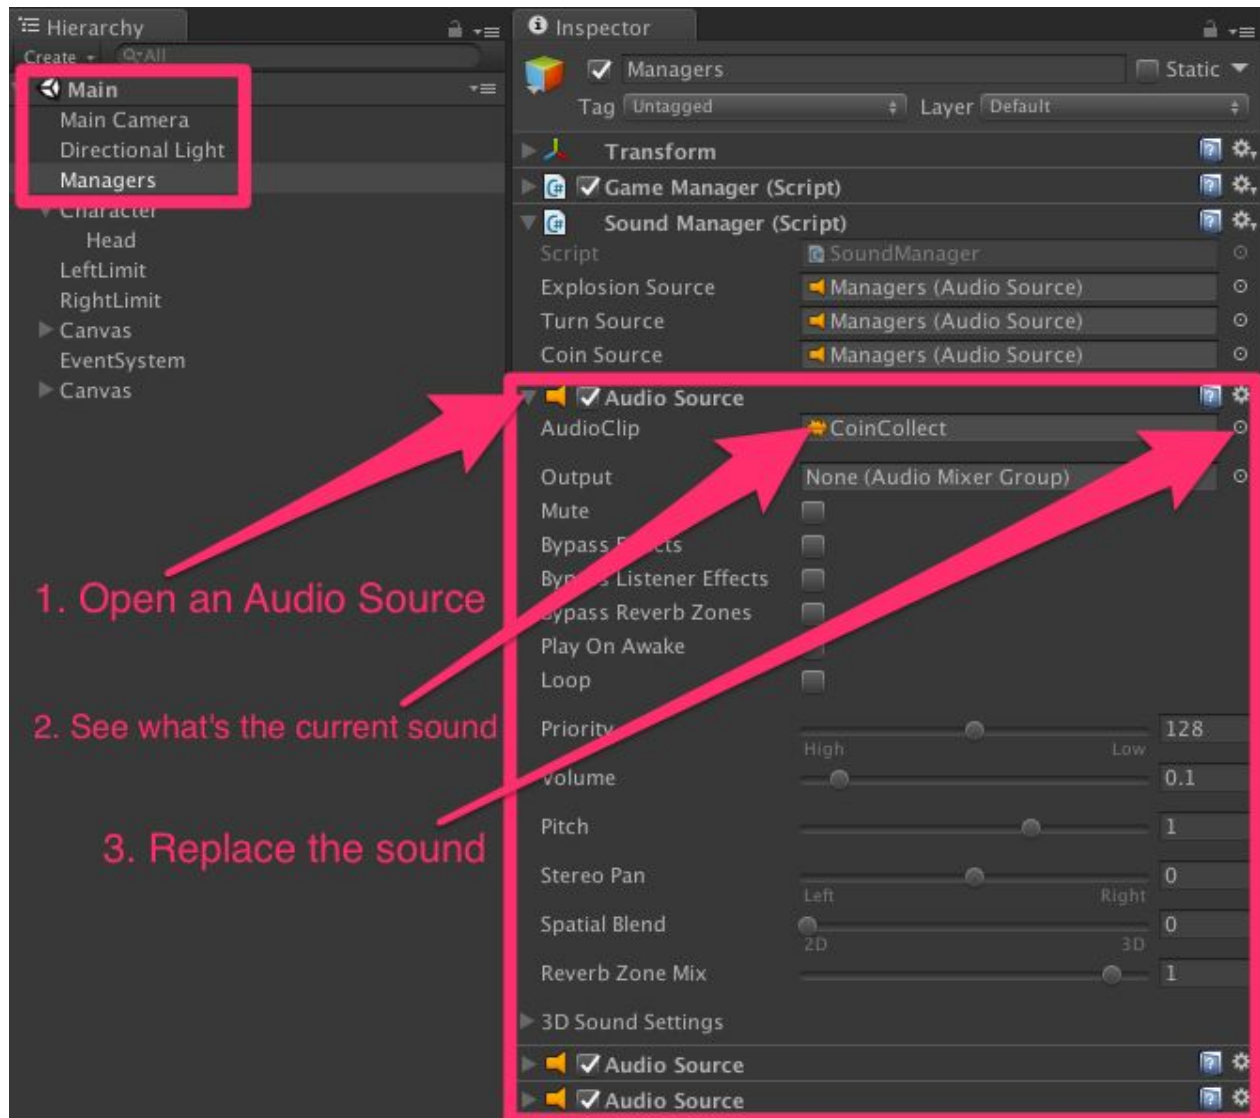 Hierarchy
Create
All
Main
Main Camera
Directional Light
Managers
Character
Head
LeftLimit
RightLimit
Canvas
EventSystem
Canvas
1. Open an Audio Source
2. See what's the current sound
3. Replace the sound
Inspector
Managers
Static
Tag Untagged Layer Default
Transform
Game Manager (Script)
Sound Manager (Script)
Script SoundManager
Explosion Source Managers (Audio Source)
Turn Source Managers (Audio Source)
Coin Source Managers (Audio Source)
Audio Source
AudioClip CoinCollect
Output None (Audio Mixer Group)
Mute
Bypass
Listener Effects
Bypass Reverb Zones
Play On Awake
Loop
Priority 128
High Low
Volume 0.1
Pitch 1
Stereo Pan 0
Left Right
Spatial Blend 0
2D 3D
Reverb Zone Mix 1
3D Sound Settings
Audio Source
Audio Source